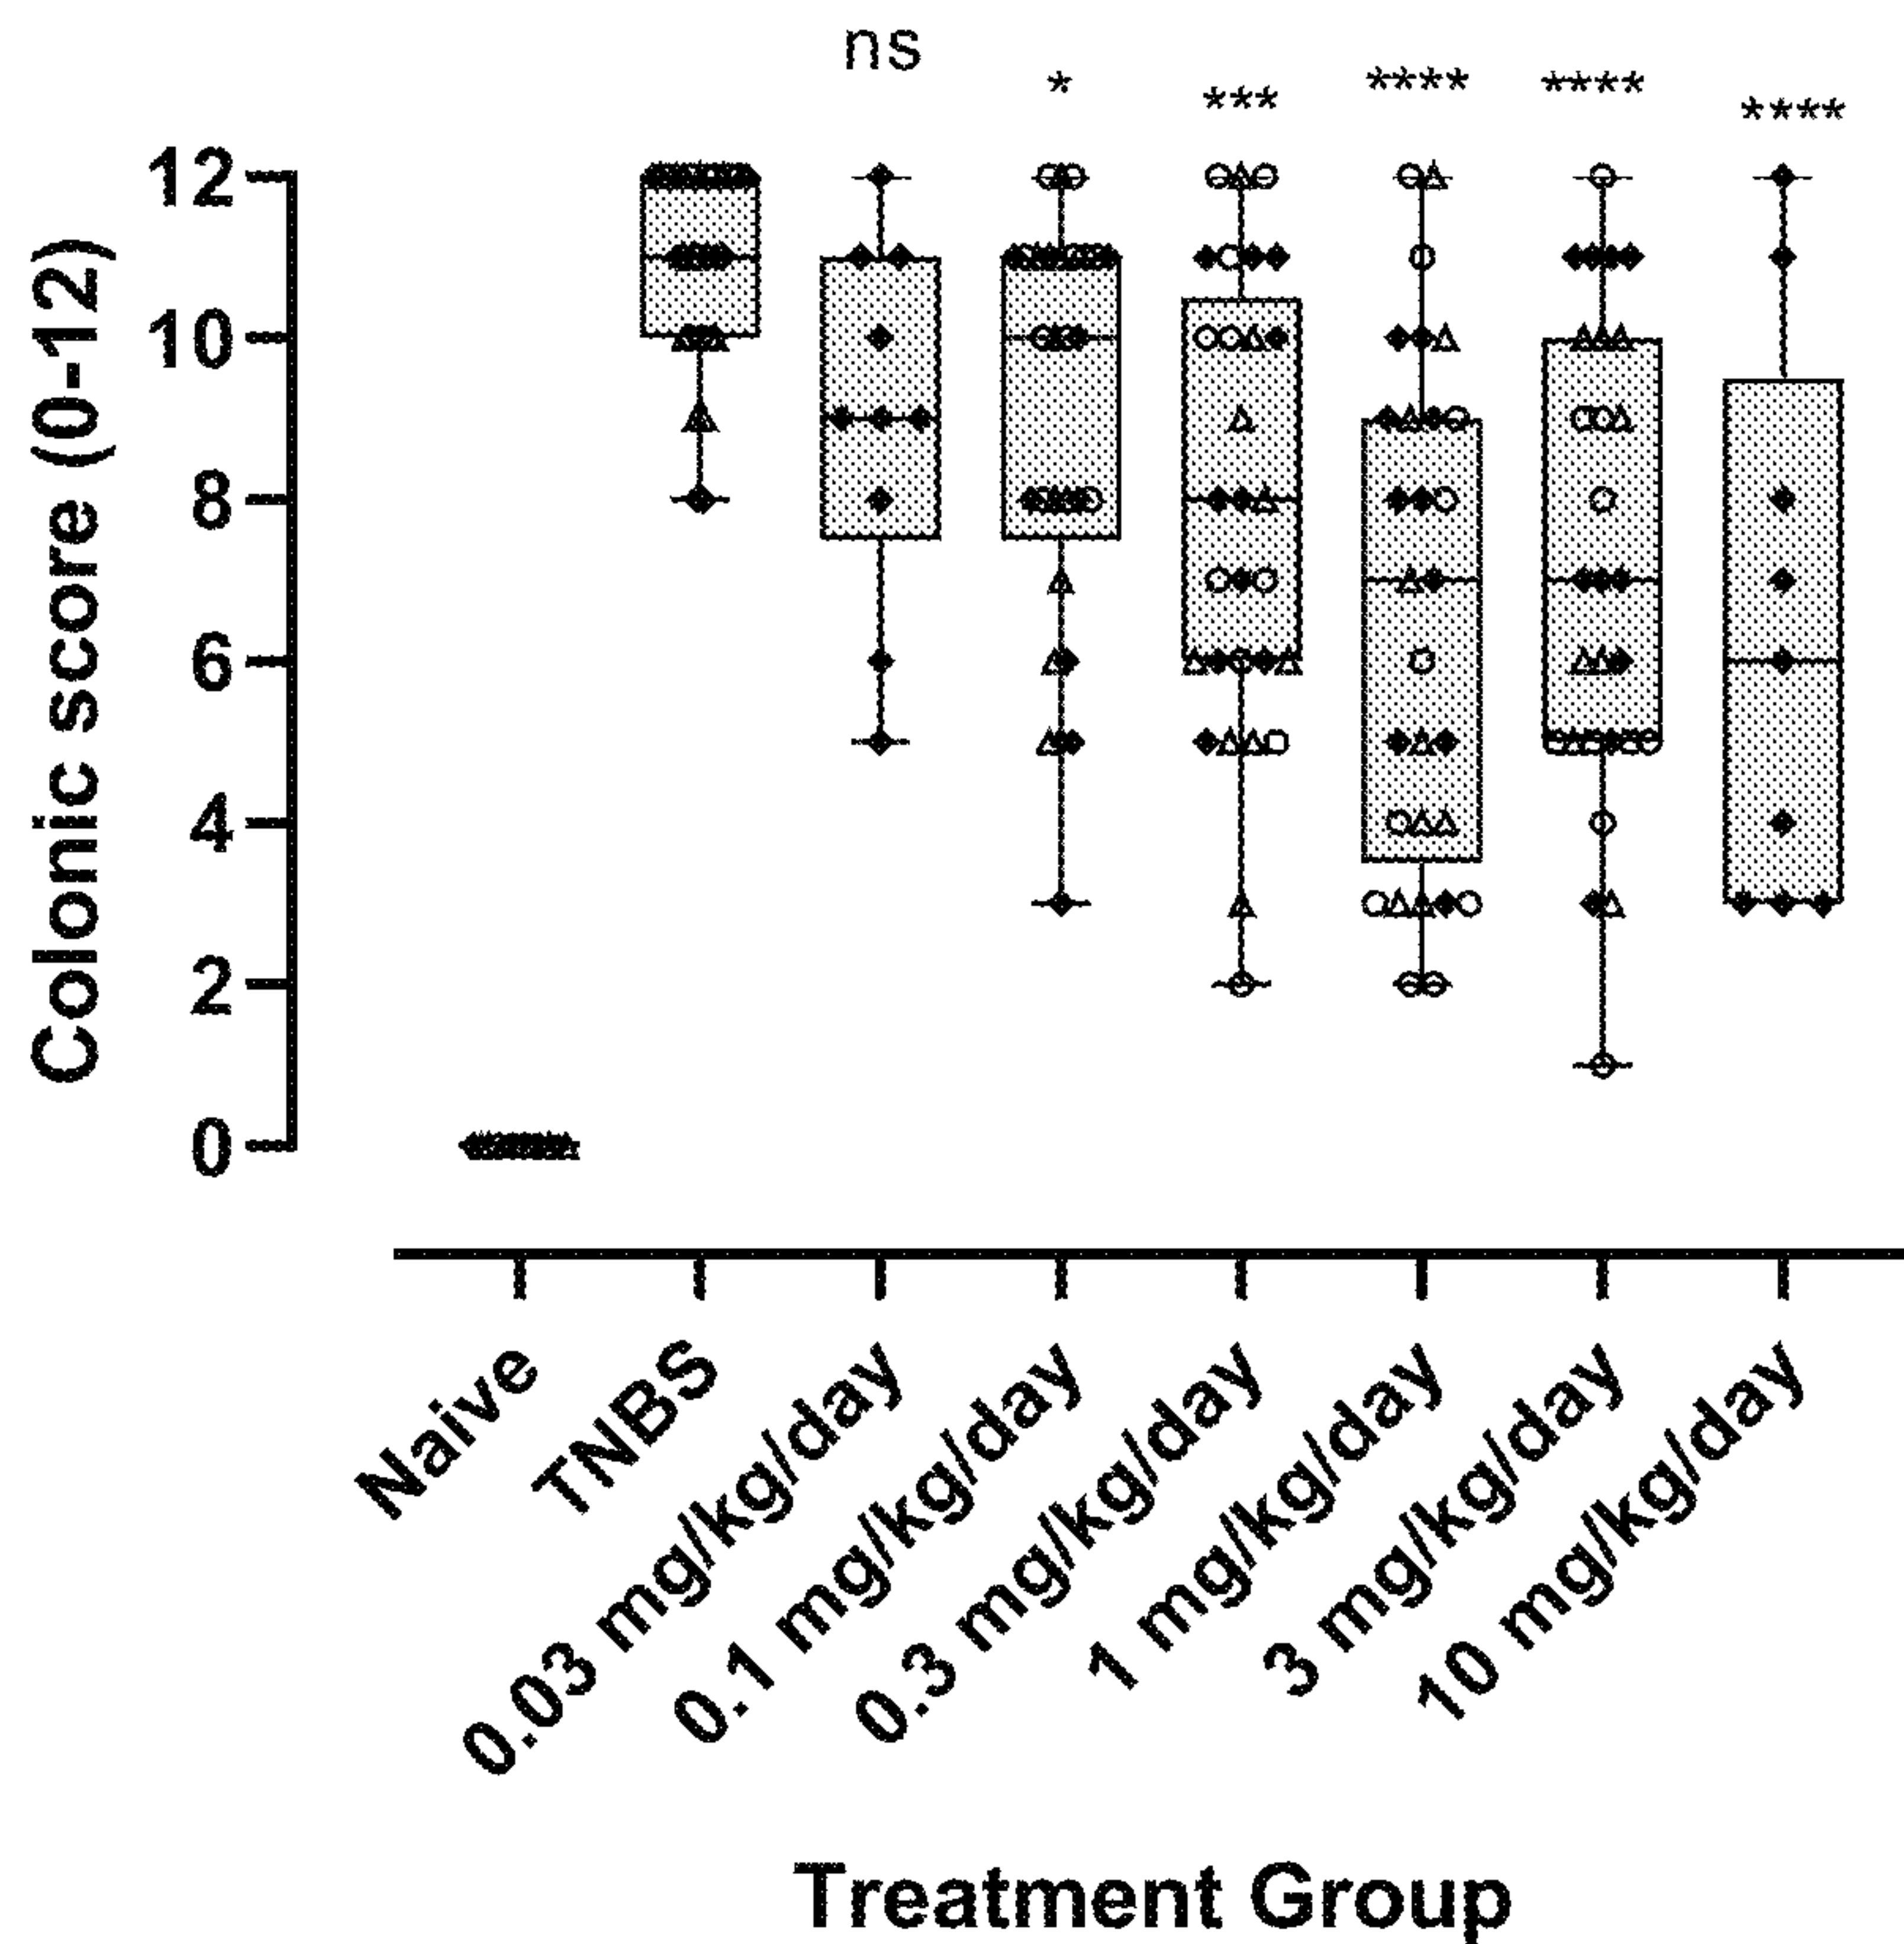 ns
*
***
****
****
****
Colonic score (0-12)
12
10
8
6
4
2
0
Naive
TNBS
0.03 mg/kg/day
0.1 mg/kg/day
0.3 mg/kg/day
1 mg/kg/day
3 mg/kg/day
10 mg/kg/day
Treatment Group